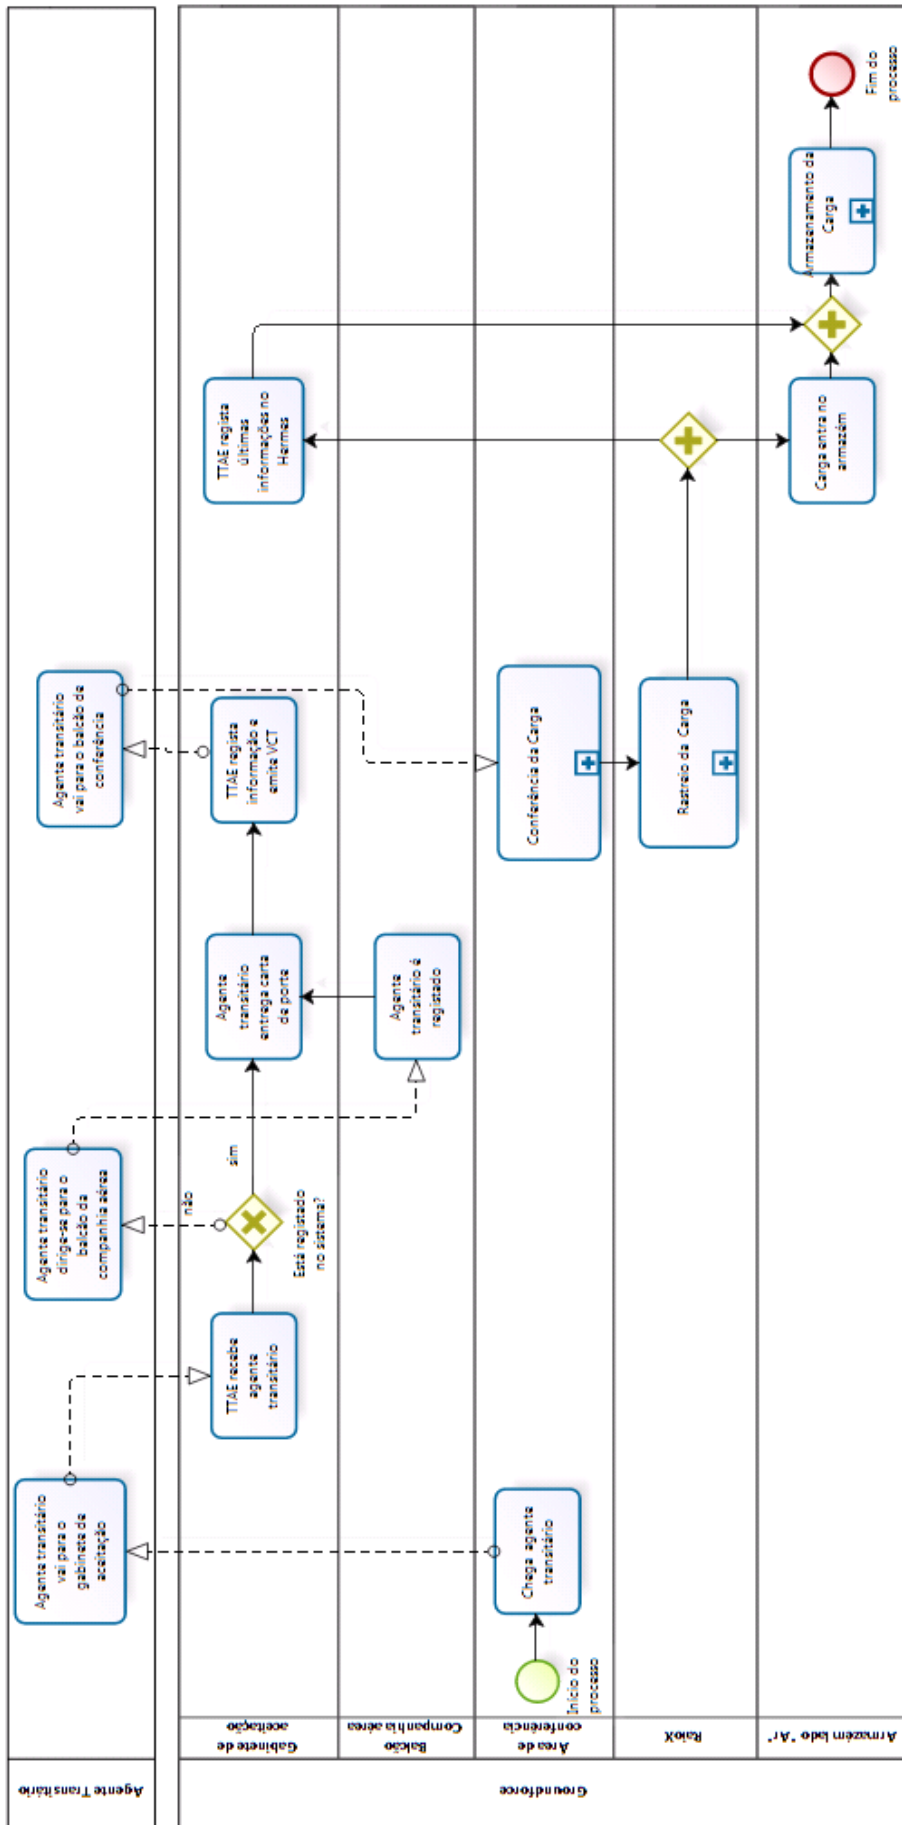 Agente Transitário
Agente transitário
vai para o
gabinete de
aceitação
Agente transitário
dirige-se para o
balcão da
companhia aérea
Agente transitário
vai para o balcão de
conferência
Groundforce
Gabinete de
aceitação
TTAE recebe
agente
transitário
Está registado
no sistema?
não
sim
Agente
transitário
entrega carta
de porte
TTAE regista
informação e
emite VCT
TTAE regista
últimas
informações no
Hermes
Balcão
Companhia aérea
Agente
transitário é
registado
Área de
conferência
Início do
processo
Chega agente
transitário
Conferência da Carga
RaioX
Rastreio da Carga
Armazém lado "Ar"
Carga entra no
armazém
Armazenamento da
Carga
Fim do
processo